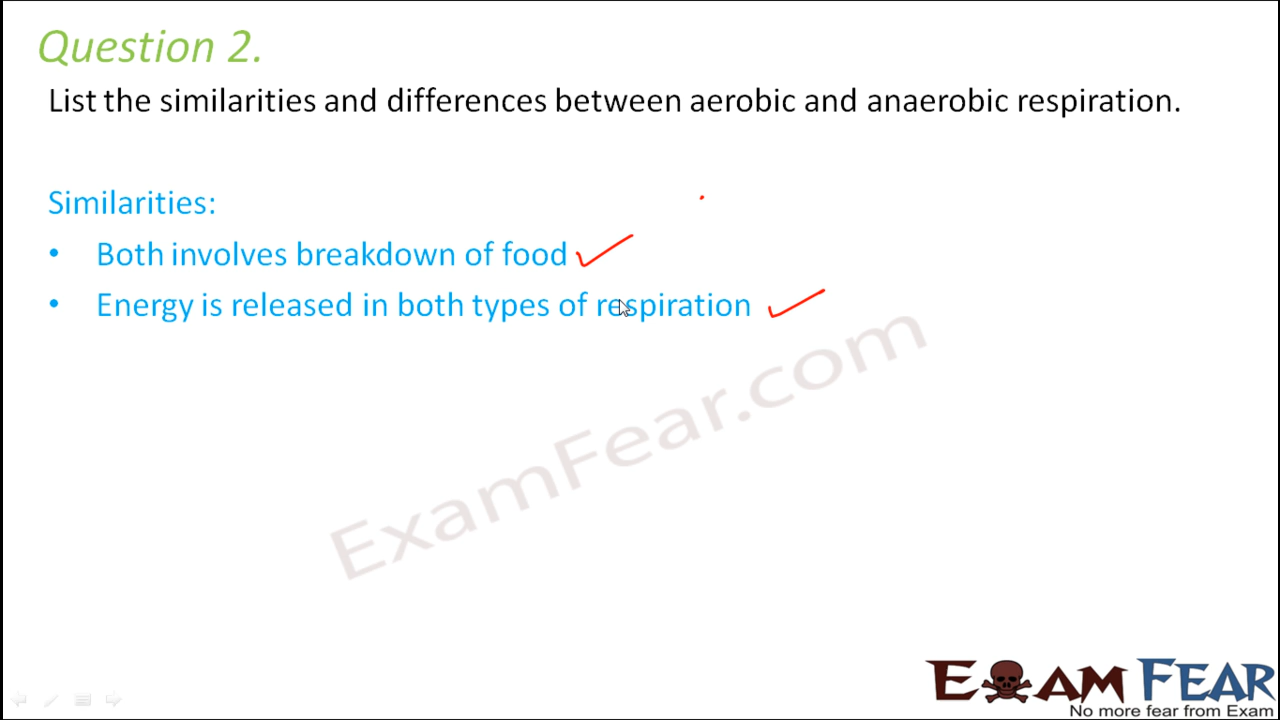 Question 2.
List the similarities and differences between aerobic and anaerobic respiration.
Similarities:
• Both involves breakdown of food
• Energy is released in both types of respiration
ExamFear.com
EXAM FEAR
No more fear from Exam